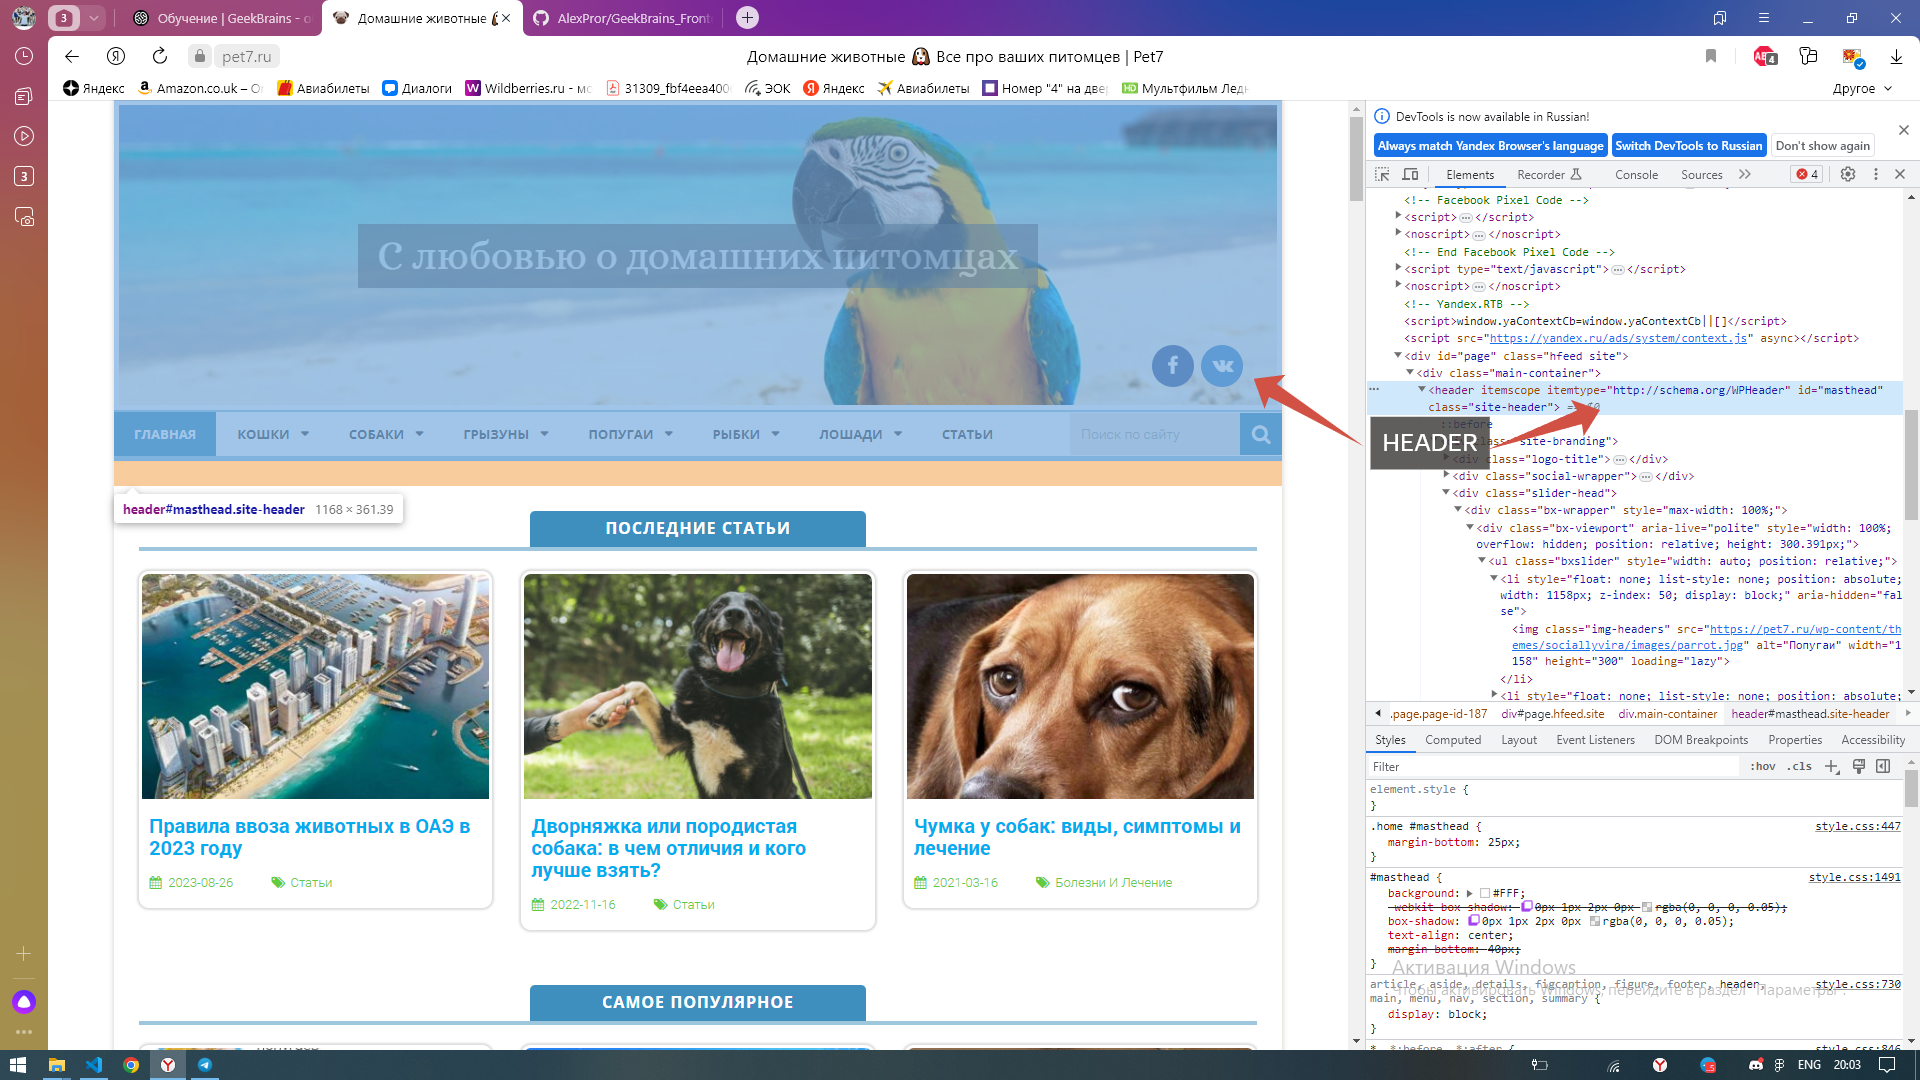 3
Обучение | GeekBrains - о
Домашние животные
AlexPror/GeekBrains_Front
pet7.ru
Домашние животные Все про ваших питомцев | Pet7
4
Яндекс
Amazon.co.uk –
Авиабилеты
Диалоги
Wildberries.ru -
31309_fbf4eea400
ЭОК
Яндекс
Авиабилеты
Номер "4" на две
Мультфильм Лед
Другое
3
С любовью о домашних питомцах
ГЛАВНАЯ
КОШКИ
СОБАКИ
ГРЫЗУНЫ
ПОПУГАИ
РЫБКИ
ЛОШАДИ
СТАТЬИ
Поиск по сайту
header#masthead.site-header 1168 × 361.39
ПОСЛЕДНИЕ СТАТЬИ
Правила ввоза животных в ОАЭ в
2023 году
2023-08-26 Статьи
Дворняжка или породистая
собака: в чем отличия и кого
лучше взять?
2022-11-16 Статьи
Чумка у собак: виды, симптомы и
лечение
2021-03-16 Болезни И Лечение
САМОЕ ПОПУЛЯРНОЕ
HEADER
DevTools is now available in Russian!
Always match Yandex Browser's language
Switch DevTools to Russian
Don't show again
Elements
Recorder
Console
Sources
4
<!-- Facebook Pixel Code -->
<script>…</script>
<noscript>…</noscript>
<!-- End Facebook Pixel Code -->
<script type="text/javascript">…</script>
<noscript>…</noscript>
<!-- Yandex.RTB -->
<script>window.yaContextCb=window.yaContextCb||[]</script>
<script src="https://yandex.ru/ads/system/context.js" async></script>
<div id="page" class="hfeed site">
<div class="main-container">
<header itemscope itemtype="http://schema.org/WPHeader" id="masthead"
class="site-header">
::before
class="site-branding">
<div class="logo-title">…</div>
<div class="social-wrapper">…</div>
<div class="slider-head">
<div class="bx-wrapper" style="max-width: 100%;">
<div class="bx-viewport" aria-live="polite" style="width: 100%;
overflow: hidden; position: relative; height: 300.391px;">
<ul class="bxslider" style="width: auto; position: relative;">
<li style="float: none; list-style: none; position: absolute;
width: 1158px; z-index: 50; display: block;" aria-hidden="fal
se">
<img class="img-headers" src="https://pet7.ru/wp-content/th
emes/sociallyvira/images/parrot.jpg" alt="Попугаи" width="1
158" height="300" loading="lazy">
</li>
<li style="float: none; list-style: none; position: absolute;
.page.page-id-187
div#page.hfeed.site
div.main-container
header#masthead.site-header
Styles
Computed
Layout
Event Listeners
DOM Breakpoints
Properties
Accessibility
Filter
:hov .cls
element.style {
}
.home #masthead { style.css:447
margin-bottom: 25px;
}
#masthead { style.css:1491
background: #FFF;
-webkit-box-shadow: 0px 1px 2px 0px rgba(0, 0, 0, 0.05);
box-shadow: 0px 1px 2px 0px rgba(0, 0, 0, 0.05);
text-align: center;
margin-bottom: 40px;
}
Активация Windows
Чтобы активировать Windows, перейдите в раздел "Параметры".
article, aside, details, figcaption, figure, footer, header, style.css:730
main, menu, nav, section, summary {
display: block;
}
*, *:before, *:after { style.css:846
ENG 20:03